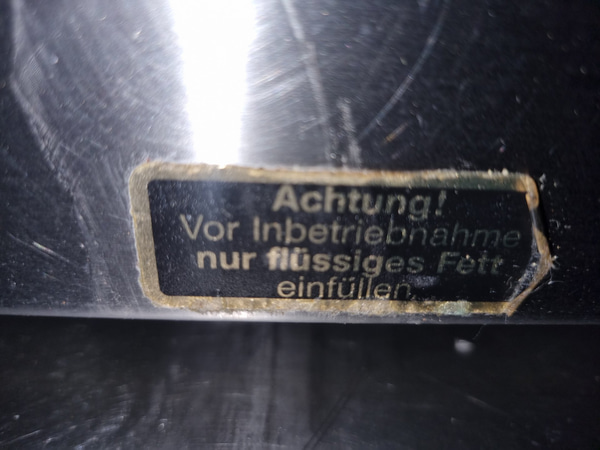 Achtung!
Vor Inbetriebnahme
nur flüssiges Fett
einfüllen